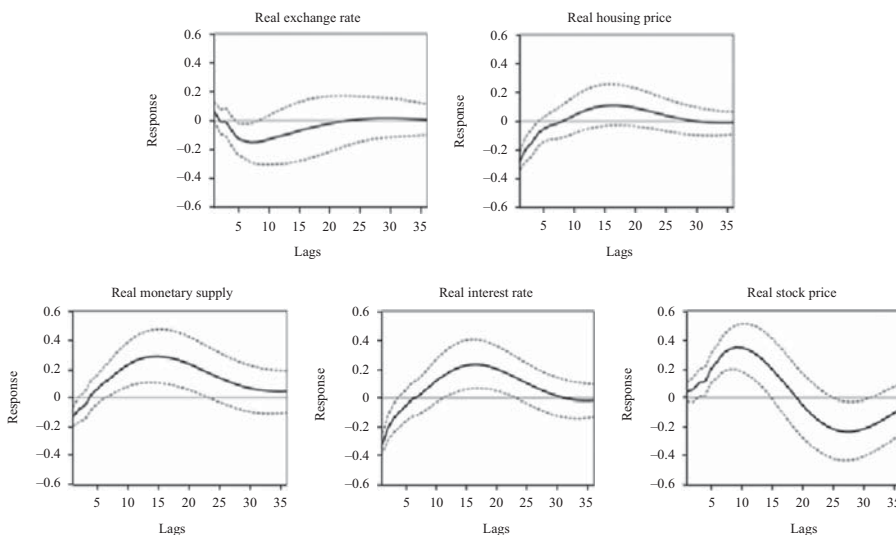 Real exchange rate
Real housing price
0.6
0.4
0.2
0
–0.2
–0.4
–0.6
Response
5 10 15 20 25 30 35
Lags
0.6
0.4
0.2
0
–0.2
–0.4
–0.6
Response
5 10 15 20 25 30 35
Lags
Real monetary supply
Real interest rate
Real stock price
0.6
0.4
0.2
0
–0.2
–0.4
–0.6
Response
5 10 15 20 25 30 35
Lags
0.6
0.4
0.2
0
–0.2
–0.4
–0.6
Response
5 10 15 20 25 30 35
Lags
0.6
0.4
0.2
0
–0.2
–0.4
–0.6
Response
5 10 15 20 25 30 35
Lags